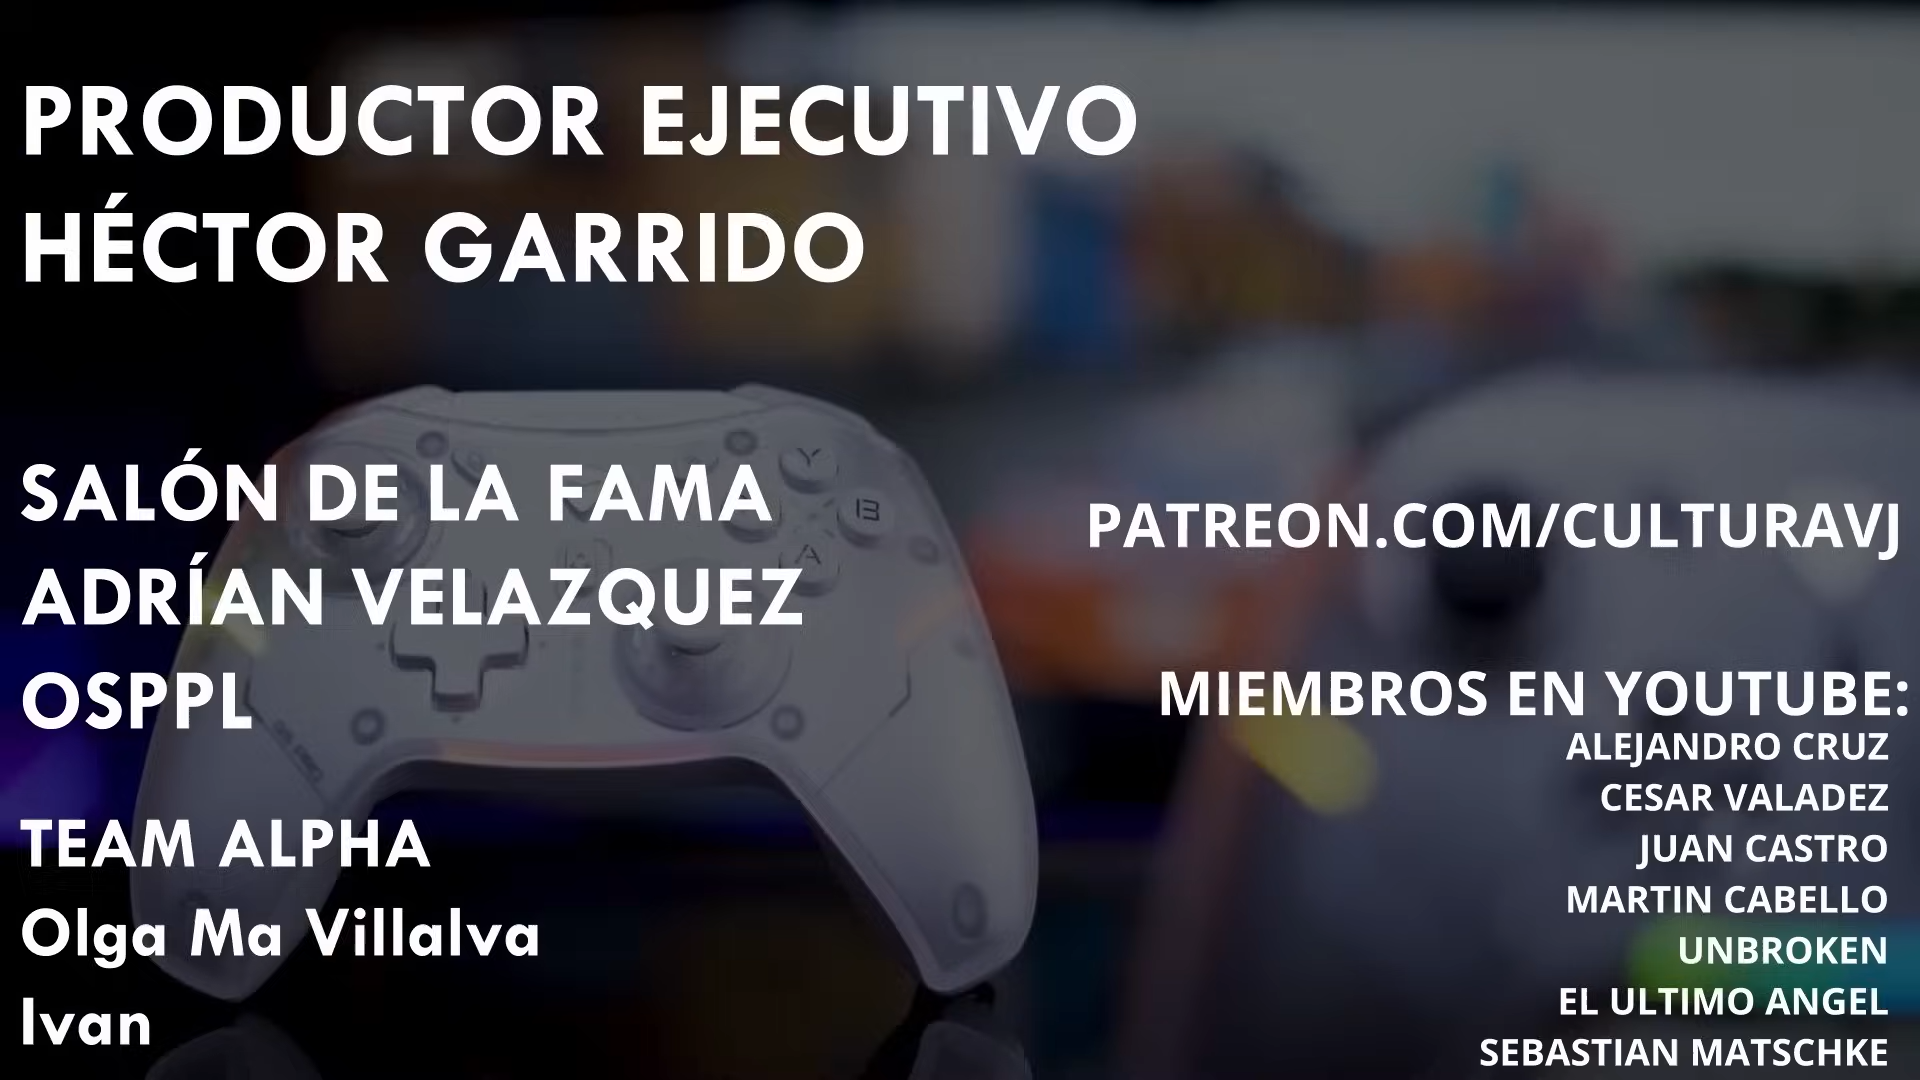 PRODUCTOR EJECUTIVO
HÉCTOR GARRIDO
SALÓN DE LA FAMA
ADRÍAN VELAZQUEZ
OSPPL
TEAM ALPHA
Olga Ma Villalva
Ivan
PATREON.COM/CULTURAVJ
MIEMBROS EN YOUTUBE:
ALEJANDRO CRUZ
CESAR VALADEZ
JUAN CASTRO
MARTIN CABELLO
UNBROKEN
EL ULTIMO ANGEL
SEBASTIAN MATSCHKE
Y
B
A